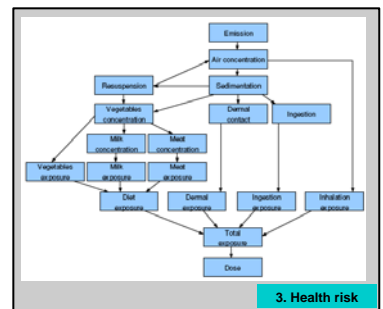 Emission
Air concentration
Resuspension
Sedimentation
Vegetables
concentration
Dermal
contact
Ingestion
Milk
concentration
Meat
concentration
Vegetables
exposure
Milk
exposure
Meat
exposure
Diet
exposure
Dermal
exposure
Ingestion
exposure
Inhalation
exposure
Total
exposure
Dose
3. Health risk